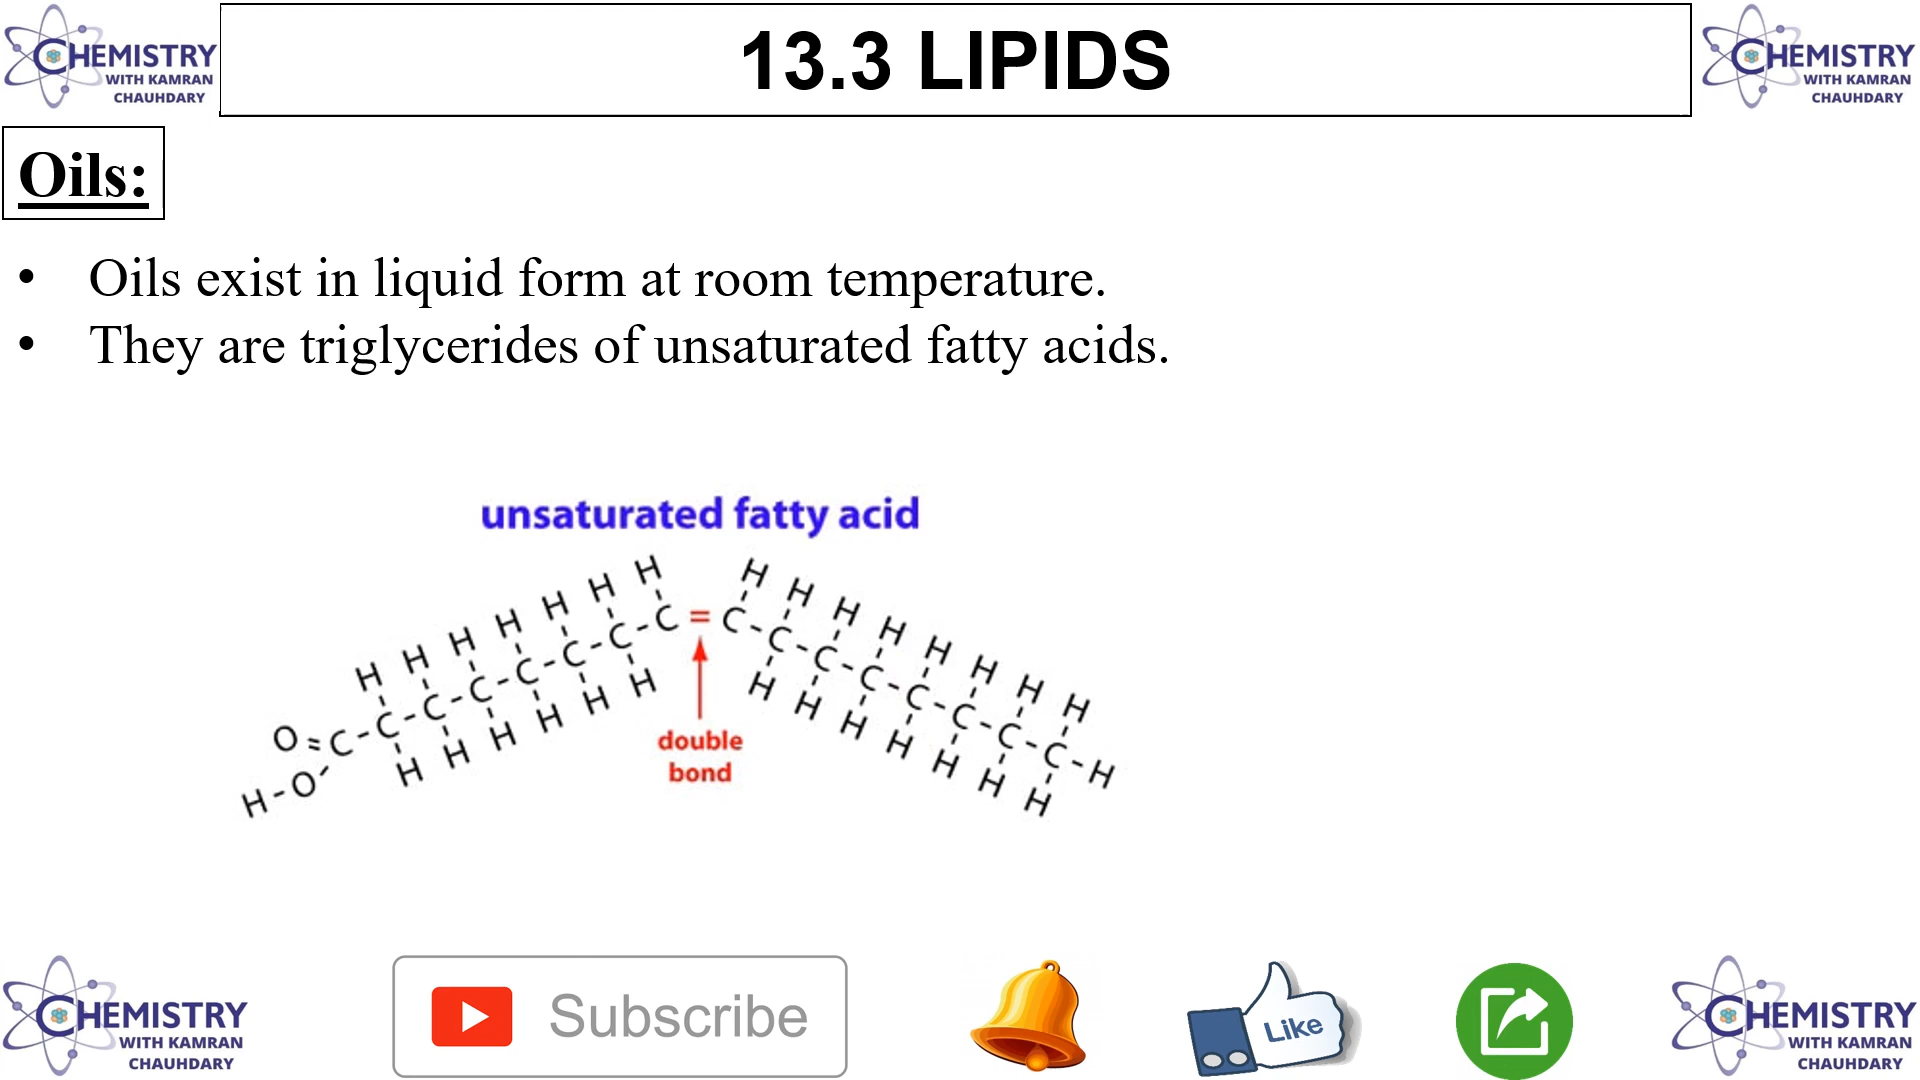 CHEMISTRY
WITH KAMRAN
CHAUHDARY
13.3 LIPIDS
CHEMISTRY
WITH KAMRAN
CHAUHDARY
Oils:
• Oils exist in liquid form at room temperature.
• They are triglycerides of unsaturated fatty acids.
unsaturated fatty acid
H H H H H H H H H H H H H H H
O=C-C-C-C-C-C-C-C=C-C-C-C-C-C-C-C-H
H-O
H H H H H H H H H H H H H
double
bond
CHEMISTRY
WITH KAMRAN
CHAUHDARY
Subscribe
Like
CHEMISTRY
WITH KAMRAN
CHAUHDARY